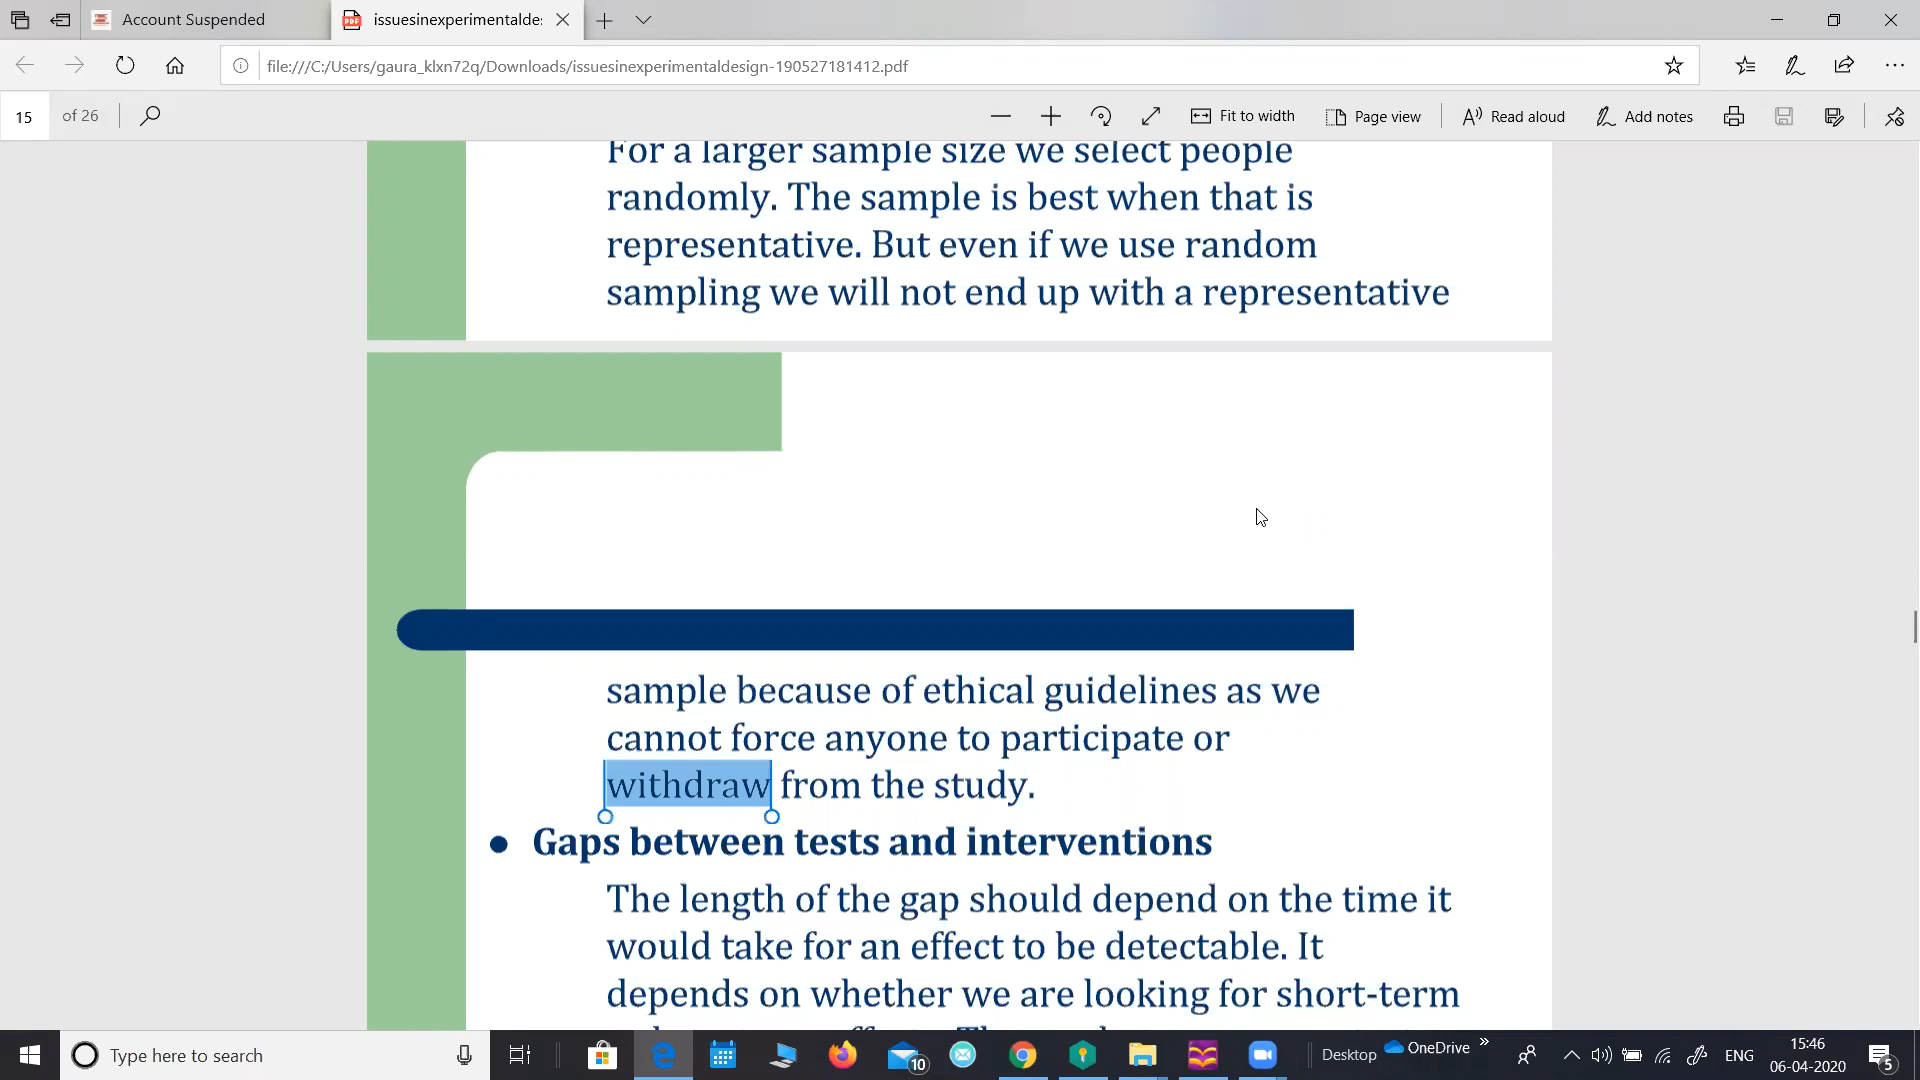 Account Suspended
issuesinexperimentaldes
file:///C:/Users/gaura_klxn72q/Downloads/issuesinexperimentaldesign-190527181412.pdf
15 of 26
Fit to width
Page view
Read aloud
Add notes
For a larger sample size we select people
randomly. The sample is best when that is
representative. But even if we use random
sampling we will not end up with a representative
sample because of ethical guidelines as we
cannot force anyone to participate or
withdraw from the study.
• Gaps between tests and interventions
The length of the gap should depend on the time it
would take for an effect to be detectable. It
depends on whether we are looking for short-term
Type here to search
10
Desktop
OneDrive
ENG
15:46
06-04-2020
5